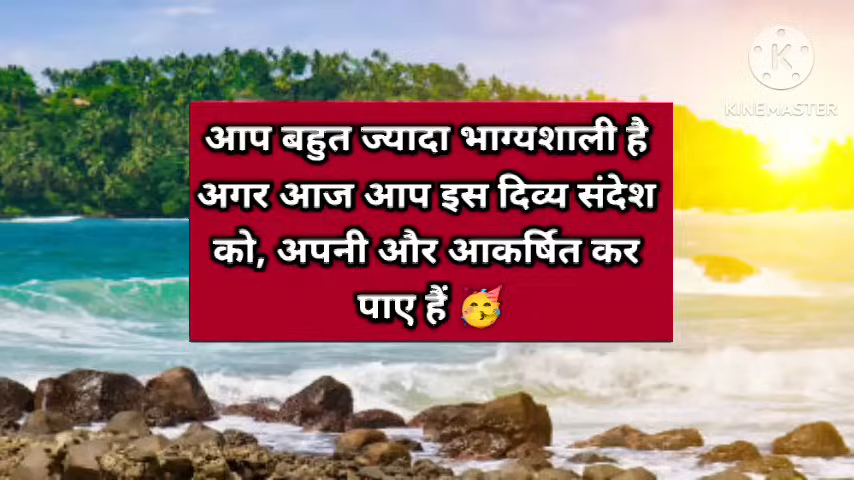 आप बहुत ज्यादा भाग्यशाली है
अगर आज आप इस दिव्य संदेश
को, अपनी और आकर्षित कर
पाए हैं 🥳
K
KINEMASTER